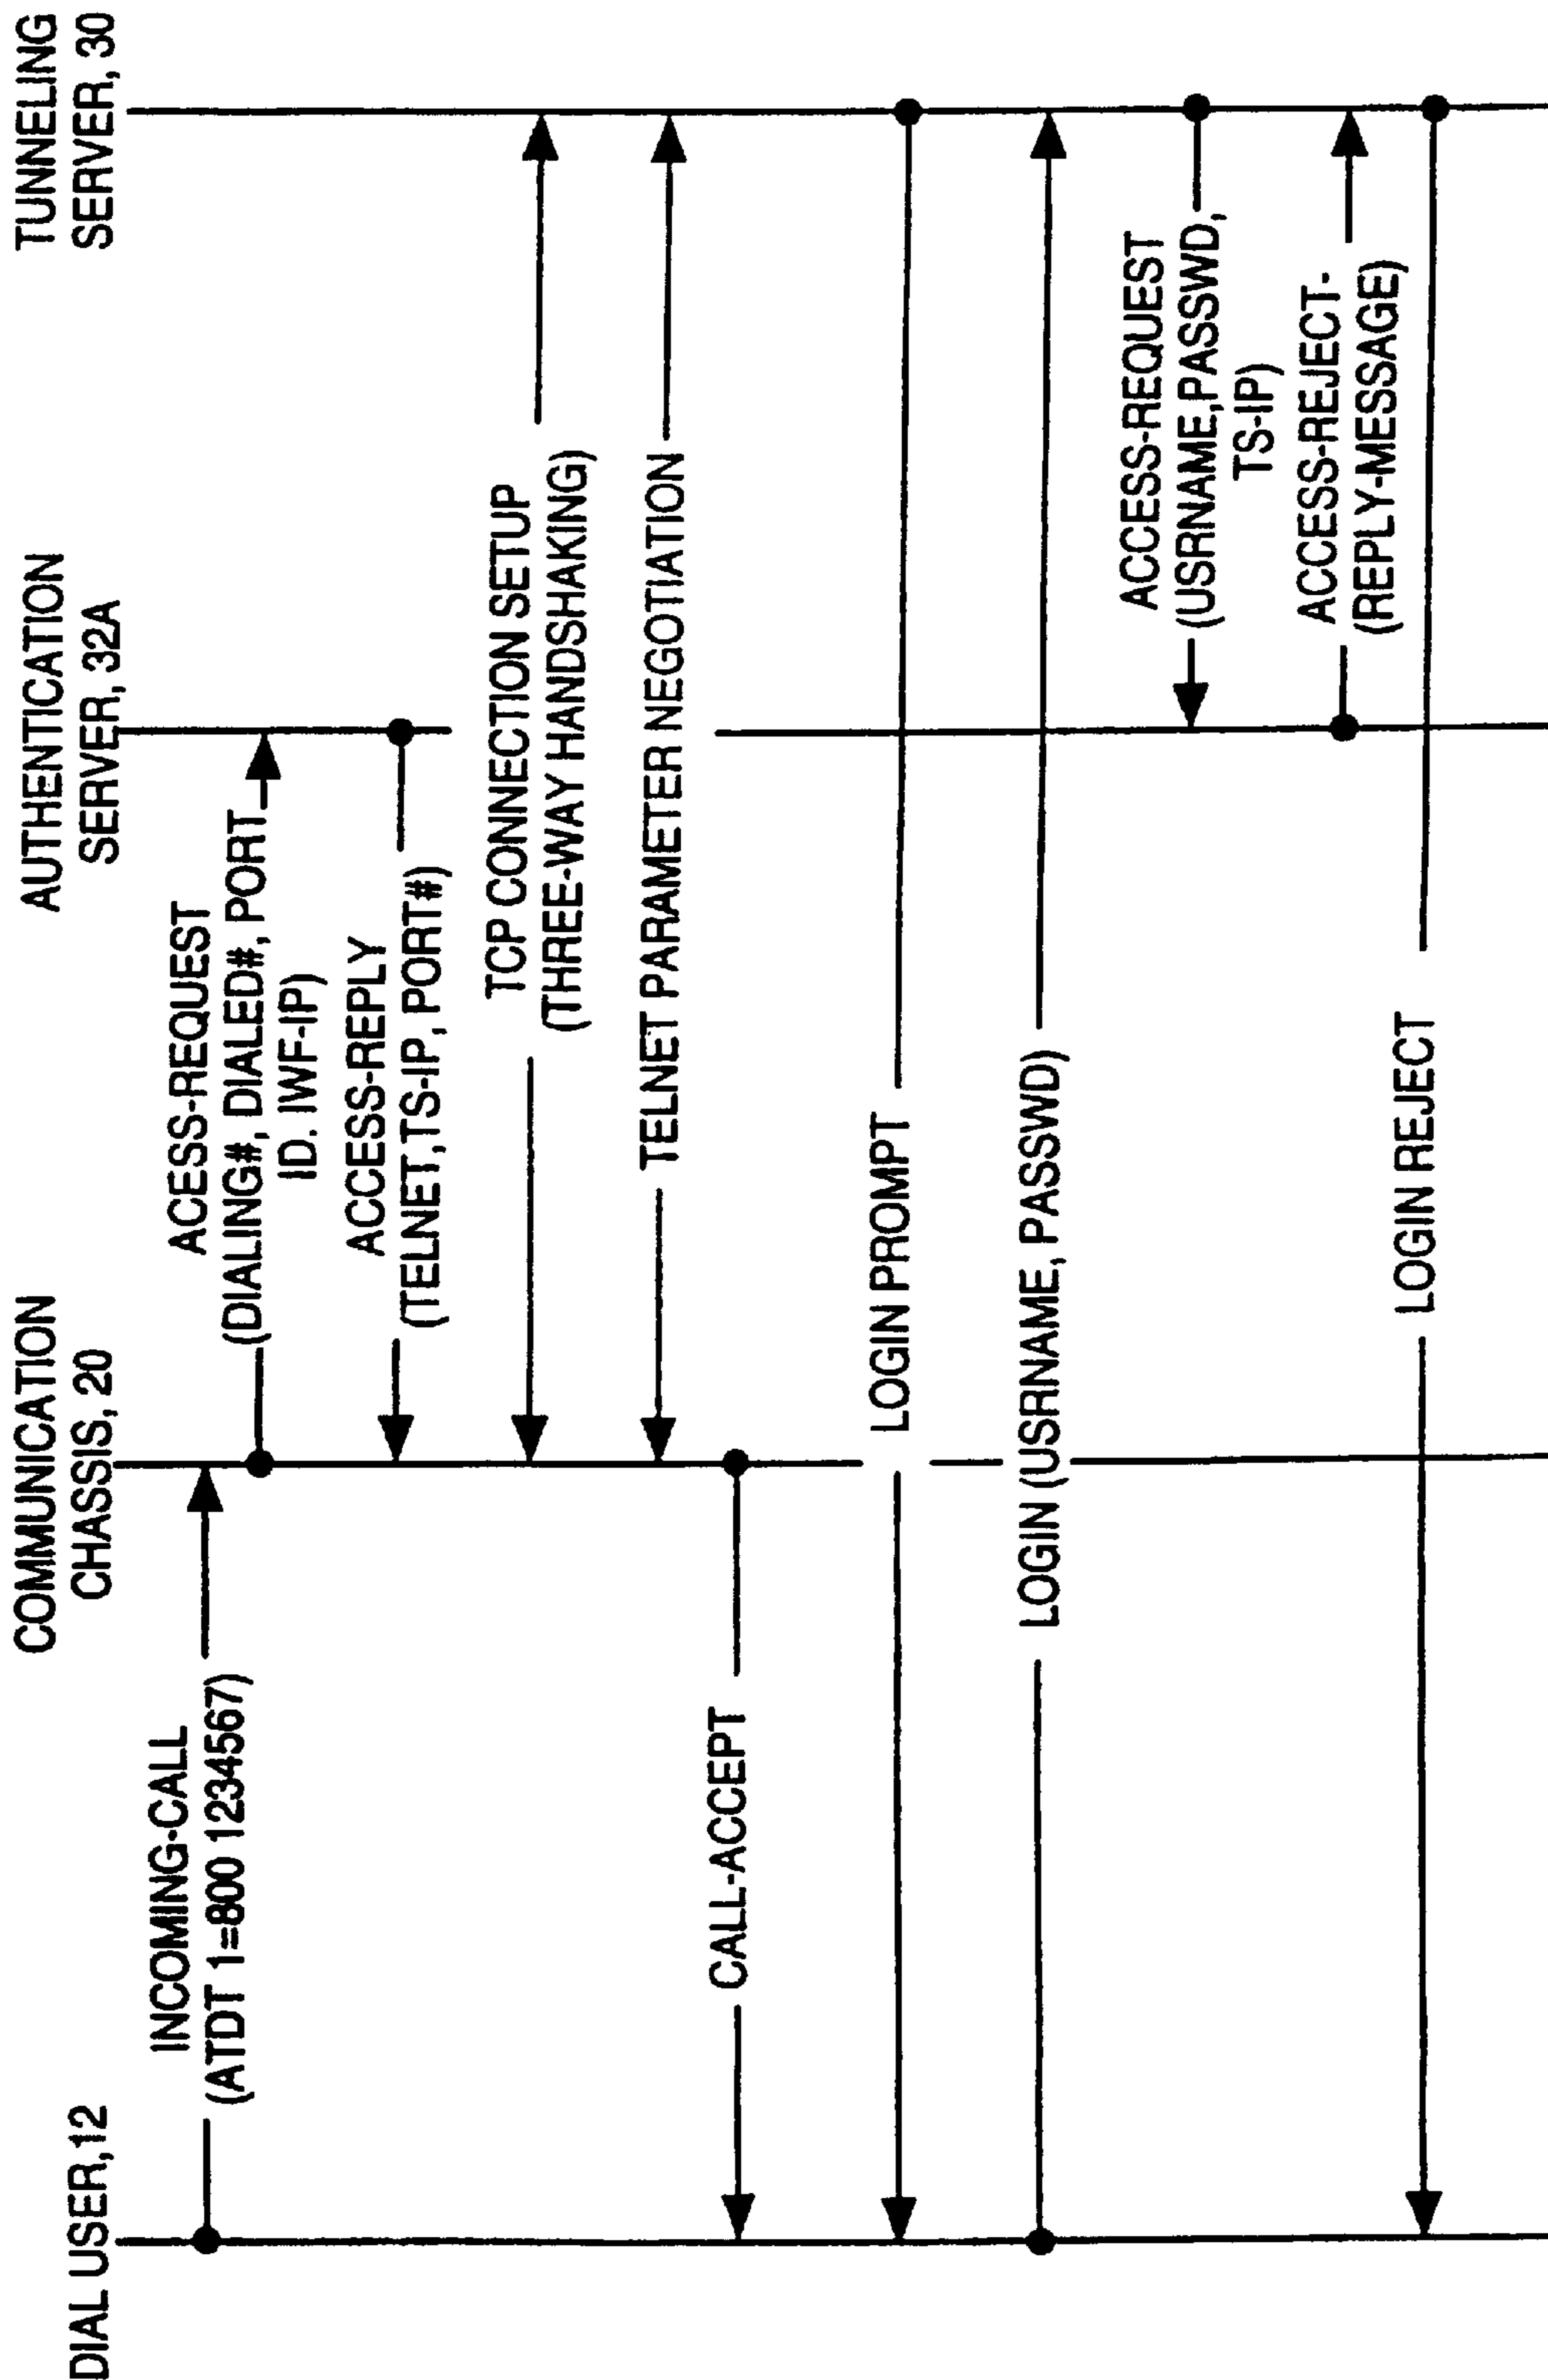 DIAL USER,12
COMMUNICATION
CHASSIS, 20
AUTHENTICATION
SERVER, 32A
TUNNELING
SERVER, 30
INCOMING-CALL
(ATDT 1=800 1234567)
ACESS-REQUEST
(DIALING#, DIALED#, PORT
ID. IWF-IP)
ACCESS-REPLY
(TELNET,TS-IP, PORT#)
TCP CONNECTION SETUP
(THREE-WAY HANDSHAKING)
TELNET PARAMETER NEGOTIATION
CALL-ACCEPT
LOGIN PROMPT
LOGIN (USRNAME, PASSWD)
ACCESS-REQUEST
(USRNAME,PASSWD,
TS-IP)
ACCESS-REJECT-
(REPLY-MESSAGE)
LOGIN REJECT